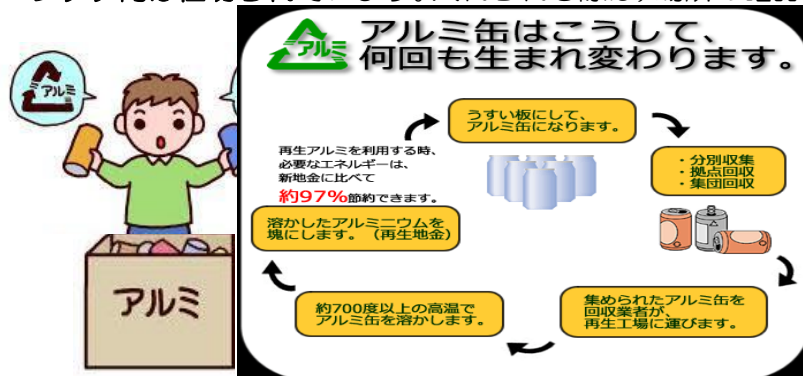 アルミ
アルミ
アルミ缶はこうして、
何回も生まれ変わります。
うすい板にして、
アルミ缶になります。
・分別収集
・拠点回収
・集団回収
集められたアルミ缶を
回収業者が、
再生工場に運びます。
約700度以上の高温で
アルミ缶を溶かします。
溶かしたアルミニウムを
塊にします。（再生地金）
再生アルミを利用する時、
必要なエネルギーは、
新地金に比べて
約97%節約できます。
アルミ